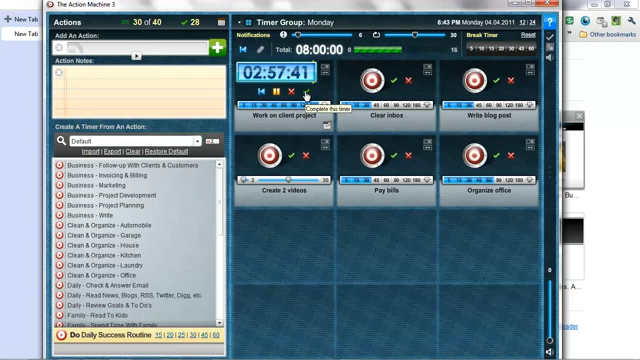 The Action Machine 3
New Tab
New Tab
Other bookmarks
Actions
30 of 40
28
Timer Group: Monday
6:43 PM Monday 04.04.2011
12 | 24
Add An Action:
Notifications
6
30
Break Timer
Reset
Total: 08:00:00
16
5 10 15 20 30 45 60
Action Notes:
02:57:41
Complete this timer
Work on client project
Clear inbox
Write blog post
Create A Timer From An Action:
Default
Import | Export | Clear | Restore Default
2
30
Create 2 videos
Pay bills
Organize office
Business - Follow-up With Clients & Customers
Business - Invoicing & Billing
Business - Marketing
Business - Project Development
Business - Project Planning
Business - Write
Clean & Organize - Automobile
Clean & Organize - Garage
Clean & Organize - House
Clean & Organize - Kitchen
Clean & Organize - Laundry
Clean & Organize - Office
Daily - Check & Answer Email
Daily - Read News, Blogs, RSS, Twitter, Digg, etc.
Daily - Review Goals & To Do's
Family - Read To Kids
Family - Spend Time With Family
Do Daily Success Routine 15 | 20 | 25 | 30 | 45 | 60
0